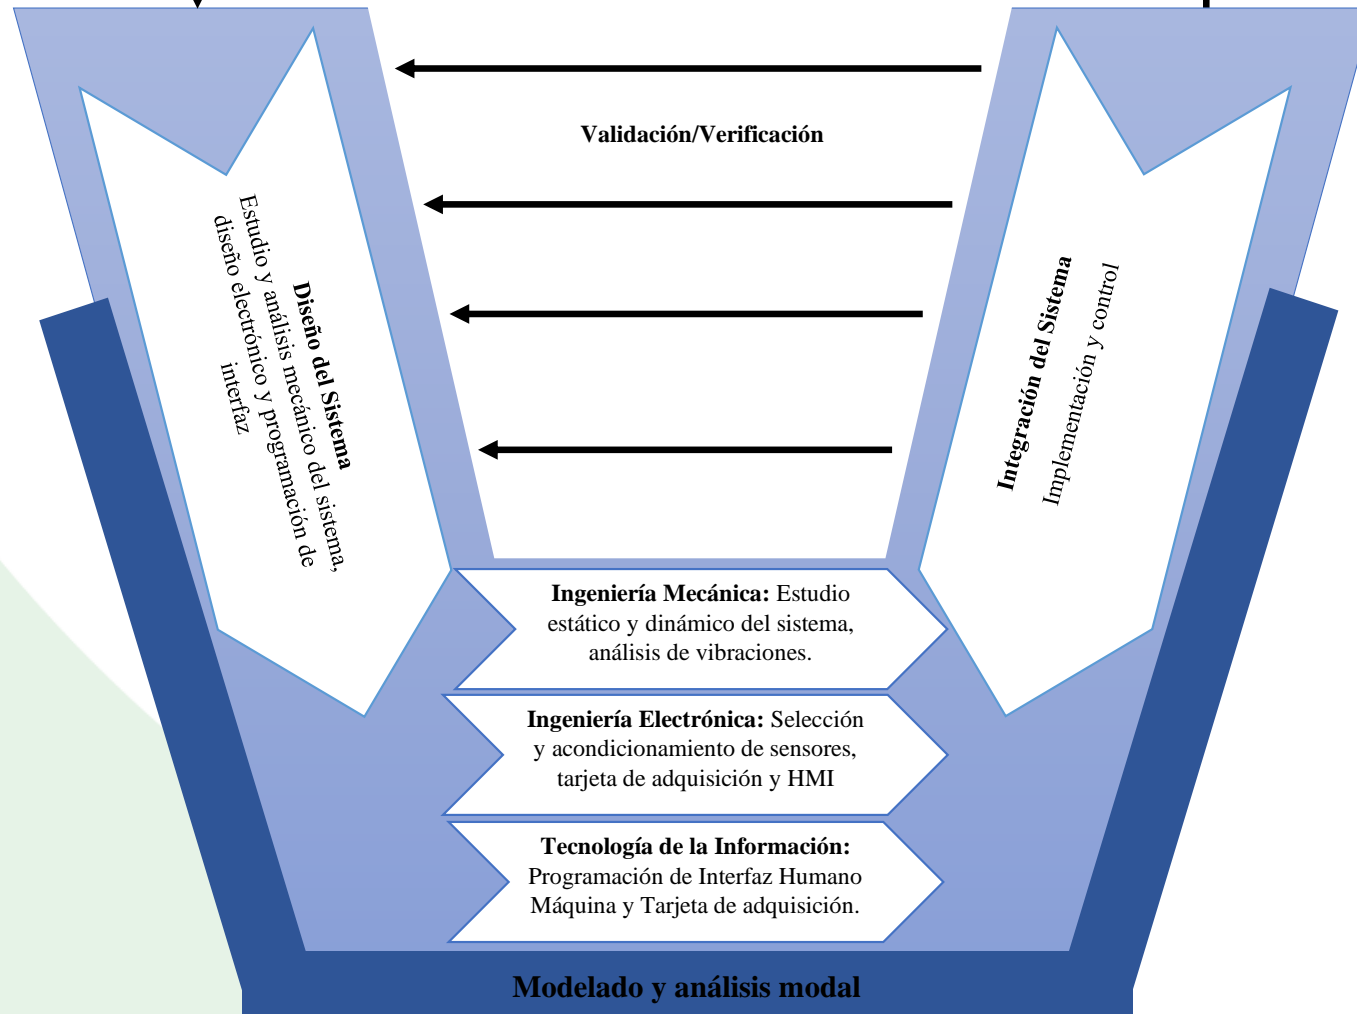 Validación/Verificación
Diseño del Sistema
Estudio y análisis mecánico del sistema,
diseño electrónico y programación de
interfaz
Integración del Sistema
Implementación y control
Ingeniería Mecánica: Estudio
estático y dinámico del sistema,
análisis de vibraciones.
Ingeniería Electrónica: Selección
y acondicionamiento de sensores,
tarjeta de adquisición y HMI
Tecnología de la Información:
Programación de Interfaz Humano
Máquina y Tarjeta de adquisición.
Modelado y análisis modal